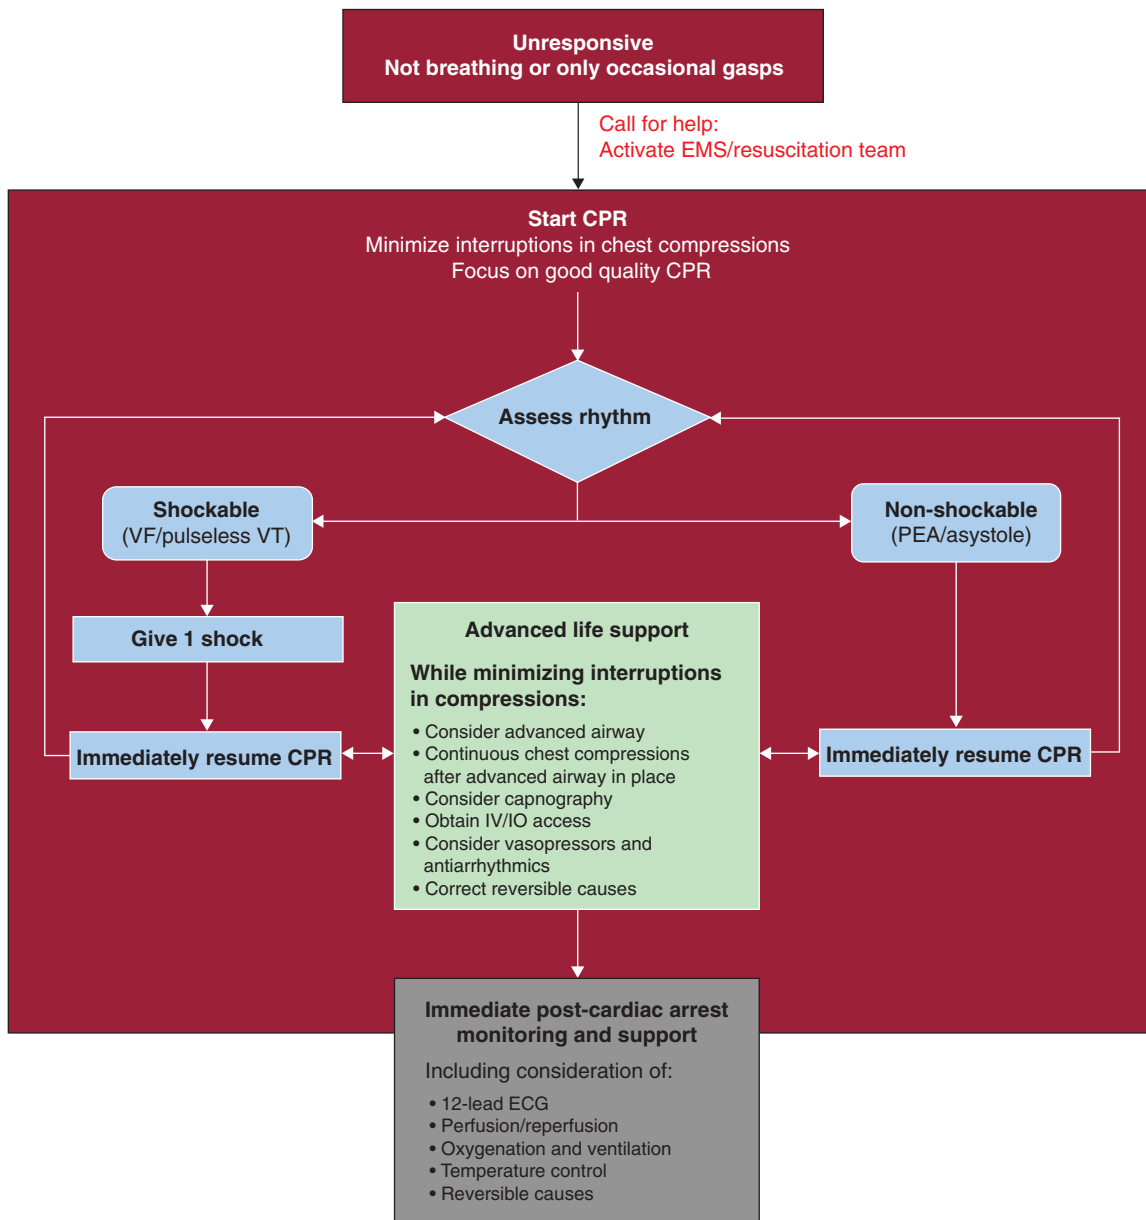 Unresponsive
Not breathing or only occasional gasps
Call for help:
Activate EMS/resuscitation team
Start CPR
Minimize interruptions in chest compressions
Focus on good quality CPR
Assess rhythm
Shockable
(VF/pulseless VT)
Non-shockable
(PEA/asystole)
Give 1 shock
Immediately resume CPR
Advanced life support
While minimizing interruptions
in compressions:
• Consider advanced airway
• Continuous chest compressions
after advanced airway in place
• Consider capnography
• Obtain IV/IO access
• Consider vasopressors and
antiarrhythmics
• Correct reversible causes
Immediately resume CPR
Immediate post-cardiac arrest
monitoring and support
Including consideration of:
• 12-lead ECG
• Perfusion/reperfusion
• Oxygenation and ventilation
• Temperature control
• Reversible causes